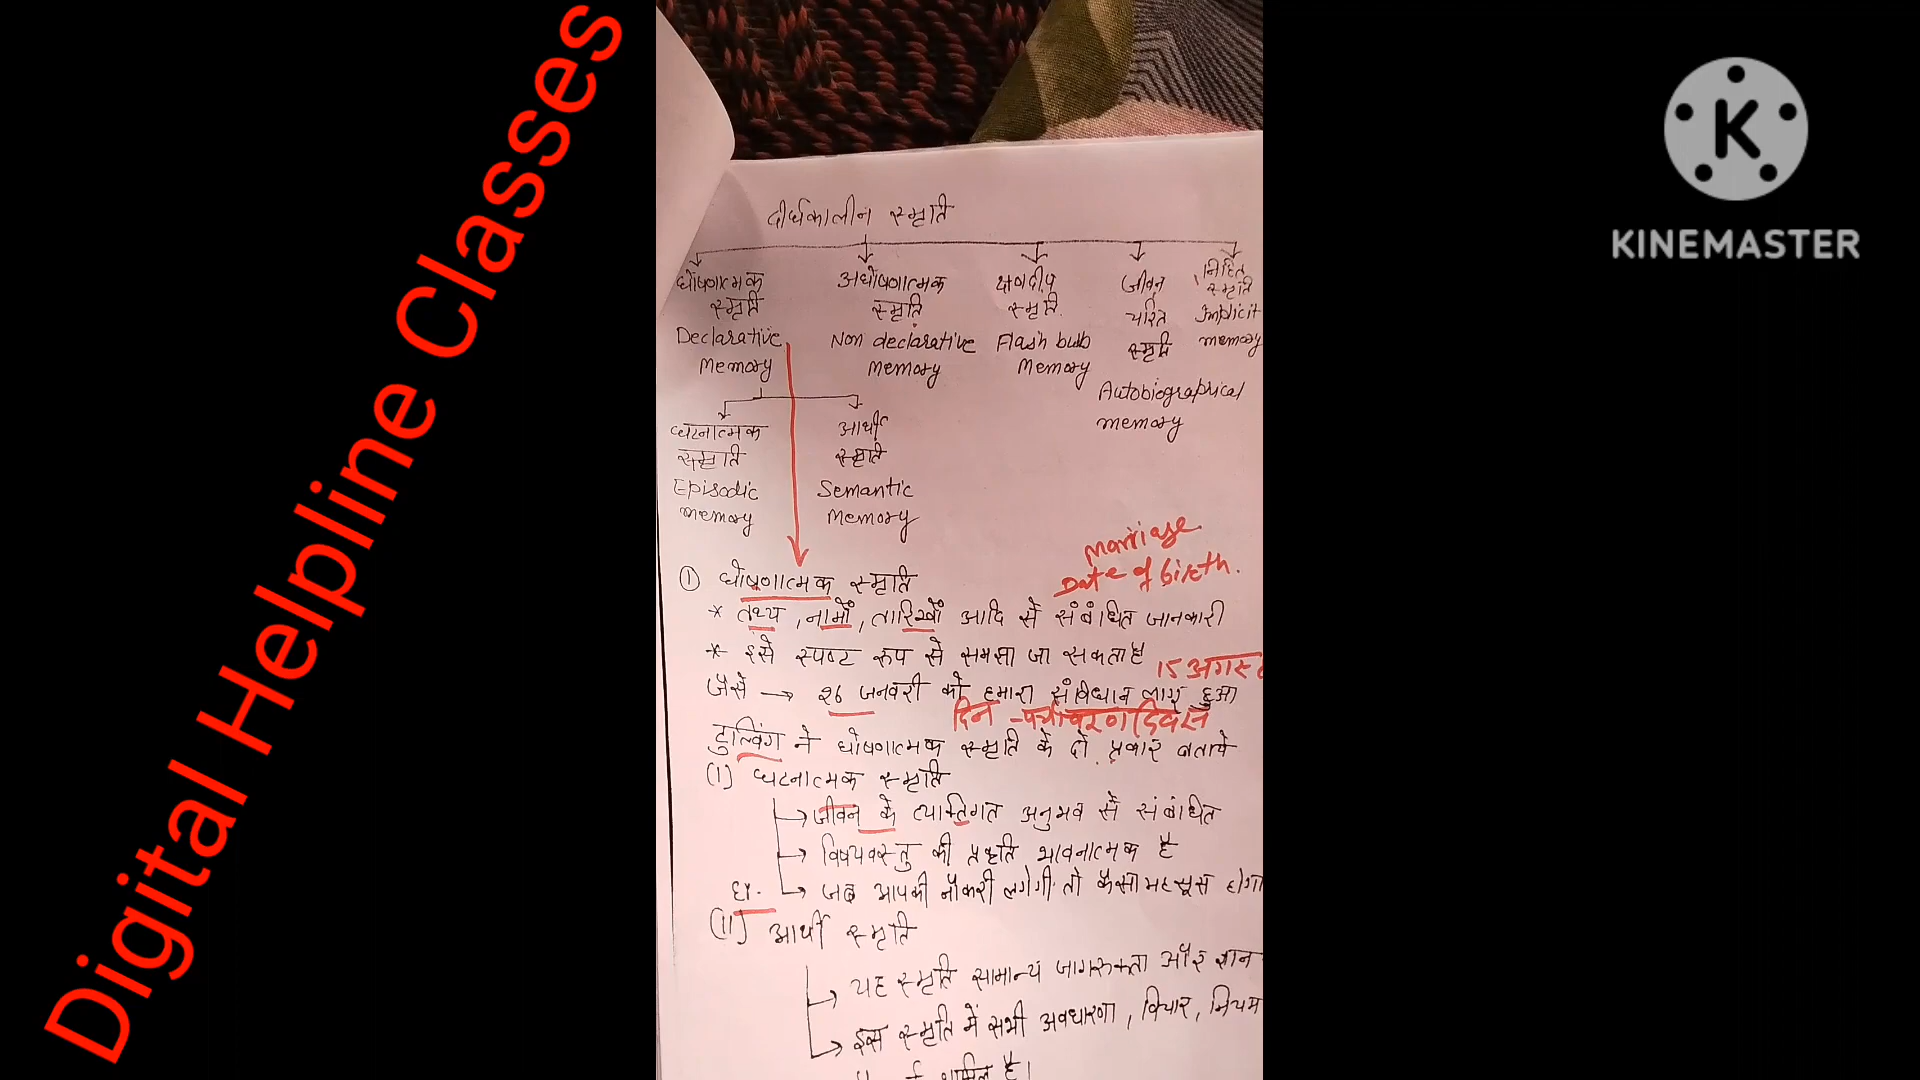 Digital Helpline Classes
KINEMASTER
दीर्घकालीन स्मृति
घोषणात्मक स्मृति
Declarative Memory
अघोषणात्मक स्मृति
Non declarative Memory
क्षणदीप स्मृति
Flash bulb Memory
जीवन चरित स्मृति
Autobiographical memory
निहित स्मृति
Implicit memory
घटनात्मक स्मृति
Episodic memory
आर्थी स्मृति
Semantic Memory
marriage
Date of birth.
① घोषणात्मक स्मृति
* तथ्य, नामों, तारिखों आदि से संबंधित जानकारी
* इसे स्पष्ट रूप से समझा जा सकता है
15 अगस्त
जैसे → २६ जनवरी को हमारा संविधान लागू हुआ
दिन - पर्यावरण दिवस
टुल्विंग ने घोषणात्मक स्मृति के दो प्रकार बताये
(I) घटनात्मक स्मृति
→ जीवन के व्यक्तिगत अनुभव से संबंधित
→ विषयवस्तु की प्रकृति भावनात्मक है
→ जब आपकी नौकरी लगेगी तो कैसा महसूस होगा
(II) आर्थी स्मृति
→ यह स्मृति सामान्य जागरुकता और ज्ञान
→ इस स्मृति में सभी अवधारणा, विचार, नियम